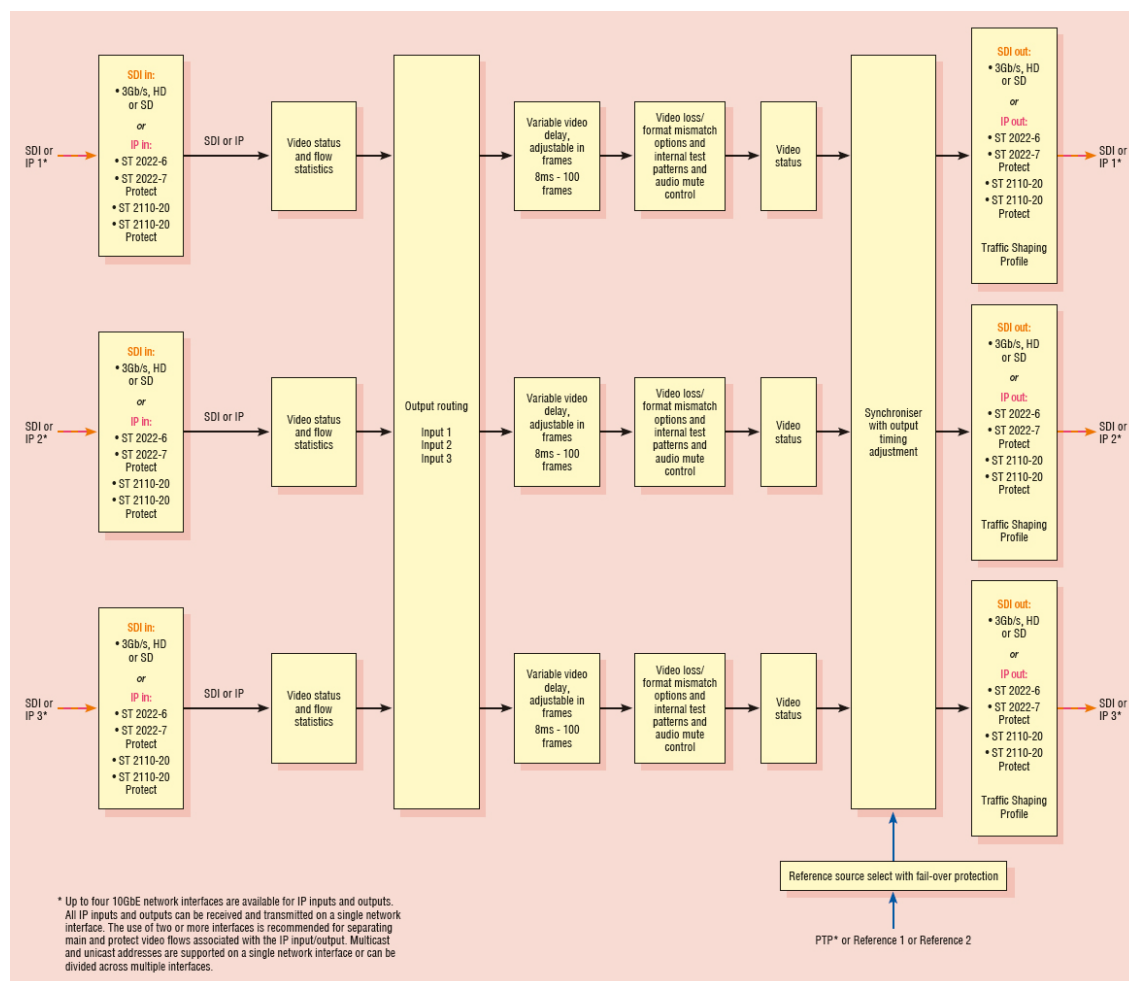 SDI or
IP 1*
SDI in:
• 3Gb/s, HD
or SD
or
IP in:
• ST 2022-6
• ST 2022-7
Protect
• ST 2110-20
• ST 2110-20
Protect
SDI or IP
Video status
and flow
statistics
Variable video
delay,
adjustable in
frames
8ms - 100
frames
Video loss/
format mismatch
options and
internal test
patterns and
audio mute
control
Video
status
SDI out:
• 3Gb/s, HD
or SD
or
IP out:
• ST 2022-6
• ST 2022-7
Protect
• ST 2110-20
• ST 2110-20
Protect
Traffic Shaping
Profile
SDI or
IP 1*
SDI or
IP 2*
SDI in:
• 3Gb/s, HD
or SD
or
IP in:
• ST 2022-6
• ST 2022-7
Protect
• ST 2110-20
• ST 2110-20
Protect
SDI or IP
Video status
and flow
statistics
Output routing
Input 1
Input 2
Input 3
Variable video
delay,
adjustable in
frames
8ms - 100
frames
Video loss/
format mismatch
options and
internal test
patterns and
audio mute
control
Video
status
Synchroniser
with output
timing
adjustment
SDI out:
• 3Gb/s, HD
or SD
or
IP out:
• ST 2022-6
• ST 2022-7
Protect
• ST 2110-20
• ST 2110-20
Protect
Traffic Shaping
Profile
SDI or
IP 2*
SDI or
IP 3*
SDI in:
• 3Gb/s, HD
or SD
or
IP in:
• ST 2022-6
• ST 2022-7
Protect
• ST 2110-20
• ST 2110-20
Protect
SDI or IP
Video status
and flow
statistics
Variable video
delay,
adjustable in
frames
8ms - 100
frames
Video loss/
format mismatch
options and
internal test
patterns and
audio mute
control
Video
status
SDI out:
• 3Gb/s, HD
or SD
or
IP out:
• ST 2022-6
• ST 2022-7
Protect
• ST 2110-20
• ST 2110-20
Protect
Traffic Shaping
Profile
SDI or
IP 3*
Reference source select with fail-over protection
PTP* or Reference 1 or Reference 2
* Up to four 10GbE network interfaces are available for IP inputs and outputs.
All IP inputs and outputs can be received and transmitted on a single network
interface. The use of two or more interfaces is recommended for separating
main and protect video flows associated with the IP input/output. Multicast
and unicast addresses are supported on a single network interface or can be
divided across multiple interfaces.